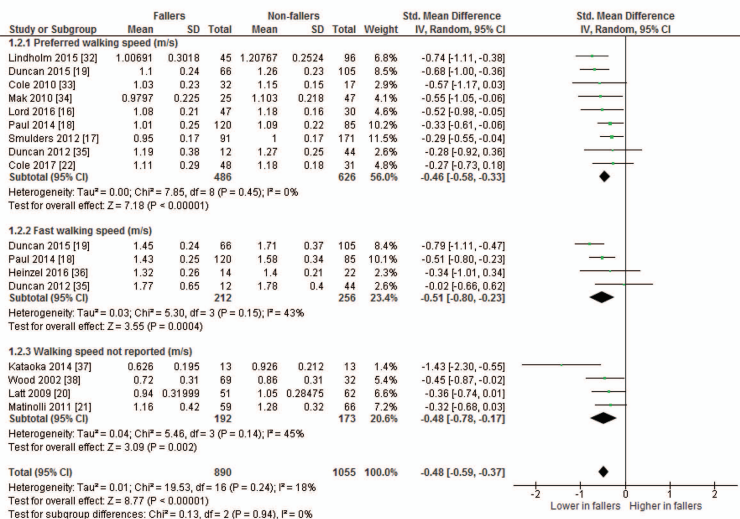 Fallers Non-fallers Std. Mean Difference Std. Mean Difference
Study or Subgroup Mean SD Total Mean SD Total Weight IV, Random, 95% CI IV, Random, 95% CI
1.2.1 Preferred walking speed (m/s)
Lindholm 2015 [32] 1.00691 0.3018 45 1.20767 0.2524 96 6.8% -0.74 [-1.11, -0.38]
Duncan 2015 [19] 1.1 0.24 66 1.26 0.23 105 8.6% -0.68 [-1.00, -0.36]
Cole 2010 [33] 1.03 0.23 32 1.15 0.15 17 3.0% -0.57 [-1.17, 0.03]
Mak 2010 [34] 0.9797 0.225 25 1.103 0.218 47 4.4% -0.55 [-1.05, -0.06]
Lord 2016 [16] 1.08 0.21 47 1.18 0.16 30 4.9% -0.52 [-0.98, -0.05]
Paul 2014 [18] 1.01 0.25 120 1.09 0.22 85 10.2% -0.33 [-0.61, -0.06]
Smulders 2012 [17] 0.95 0.17 91 1 0.17 171 11.3% -0.29 [-0.55, -0.04]
Duncan 2012 [35] 1.19 0.38 12 1.27 0.25 44 2.6% -0.28 [-0.92, 0.36]
Cole 2017 [22] 1.11 0.29 48 1.18 0.18 31 5.0% -0.27 [-0.73, 0.18]
Subtotal (95% CI) 486 626 56.0% -0.46 [-0.58, -0.33]
Heterogeneity: Tau² = 0.00; Chi² = 7.85, df = 8 (P = 0.45); I² = 0%
Test for overall effect: Z = 7.18 (P < 0.00001)
1.2.2 Fast walking speed (m/s)
Duncan 2015 [19] 1.45 0.24 66 1.71 0.37 105 8.4% -0.79 [-1.11, -0.47]
Paul 2014 [18] 1.43 0.25 120 1.58 0.34 85 10.1% -0.51 [-0.80, -0.23]
Heinzel 2016 [36] 1.32 0.26 14 1.4 0.21 22 2.3% -0.34 [-1.01, 0.34]
Duncan 2012 [35] 1.77 0.65 12 1.78 0.4 44 2.6% -0.02 [-0.66, 0.62]
Subtotal (95% CI) 212 256 23.4% -0.51 [-0.80, -0.23]
Heterogeneity: Tau² = 0.03; Chi² = 5.30, df = 3 (P = 0.15); I² = 43%
Test for overall effect: Z = 3.55 (P = 0.0004)
1.2.3 Walking speed not reported (m/s)
Kataoka 2014 [37] 0.626 0.195 13 0.926 0.212 13 1.4% -1.43 [-2.30, -0.55]
Wood 2002 [38] 0.72 0.31 69 0.86 0.31 32 5.4% -0.45 [-0.87, -0.02]
Latt 2009 [20] 0.94 0.31999 51 1.05 0.28475 62 6.4% -0.36 [-0.74, 0.01]
Matinolli 2011 [21] 1.16 0.42 59 1.28 0.32 66 7.0% -0.32 [-0.68, 0.03]
Subtotal (95% CI) 192 173 20.6% -0.48 [-0.78, -0.17]
Heterogeneity: Tau² = 0.04; Chi² = 5.46, df = 3 (P = 0.14); I² = 45%
Test for overall effect: Z = 3.09 (P = 0.002)
Total (95% CI) 890 1055 100.0% -0.48 [-0.59, -0.37]
Heterogeneity: Tau² = 0.01; Chi² = 19.53, df = 16 (P = 0.24); I² = 18%
Test for overall effect: Z = 8.77 (P < 0.00001)
Test for subgroup differences: Chi² = 0.13, df = 2 (P = 0.94), I² = 0%
-2 -1 0 1 2
Lower in fallers Higher in fallers